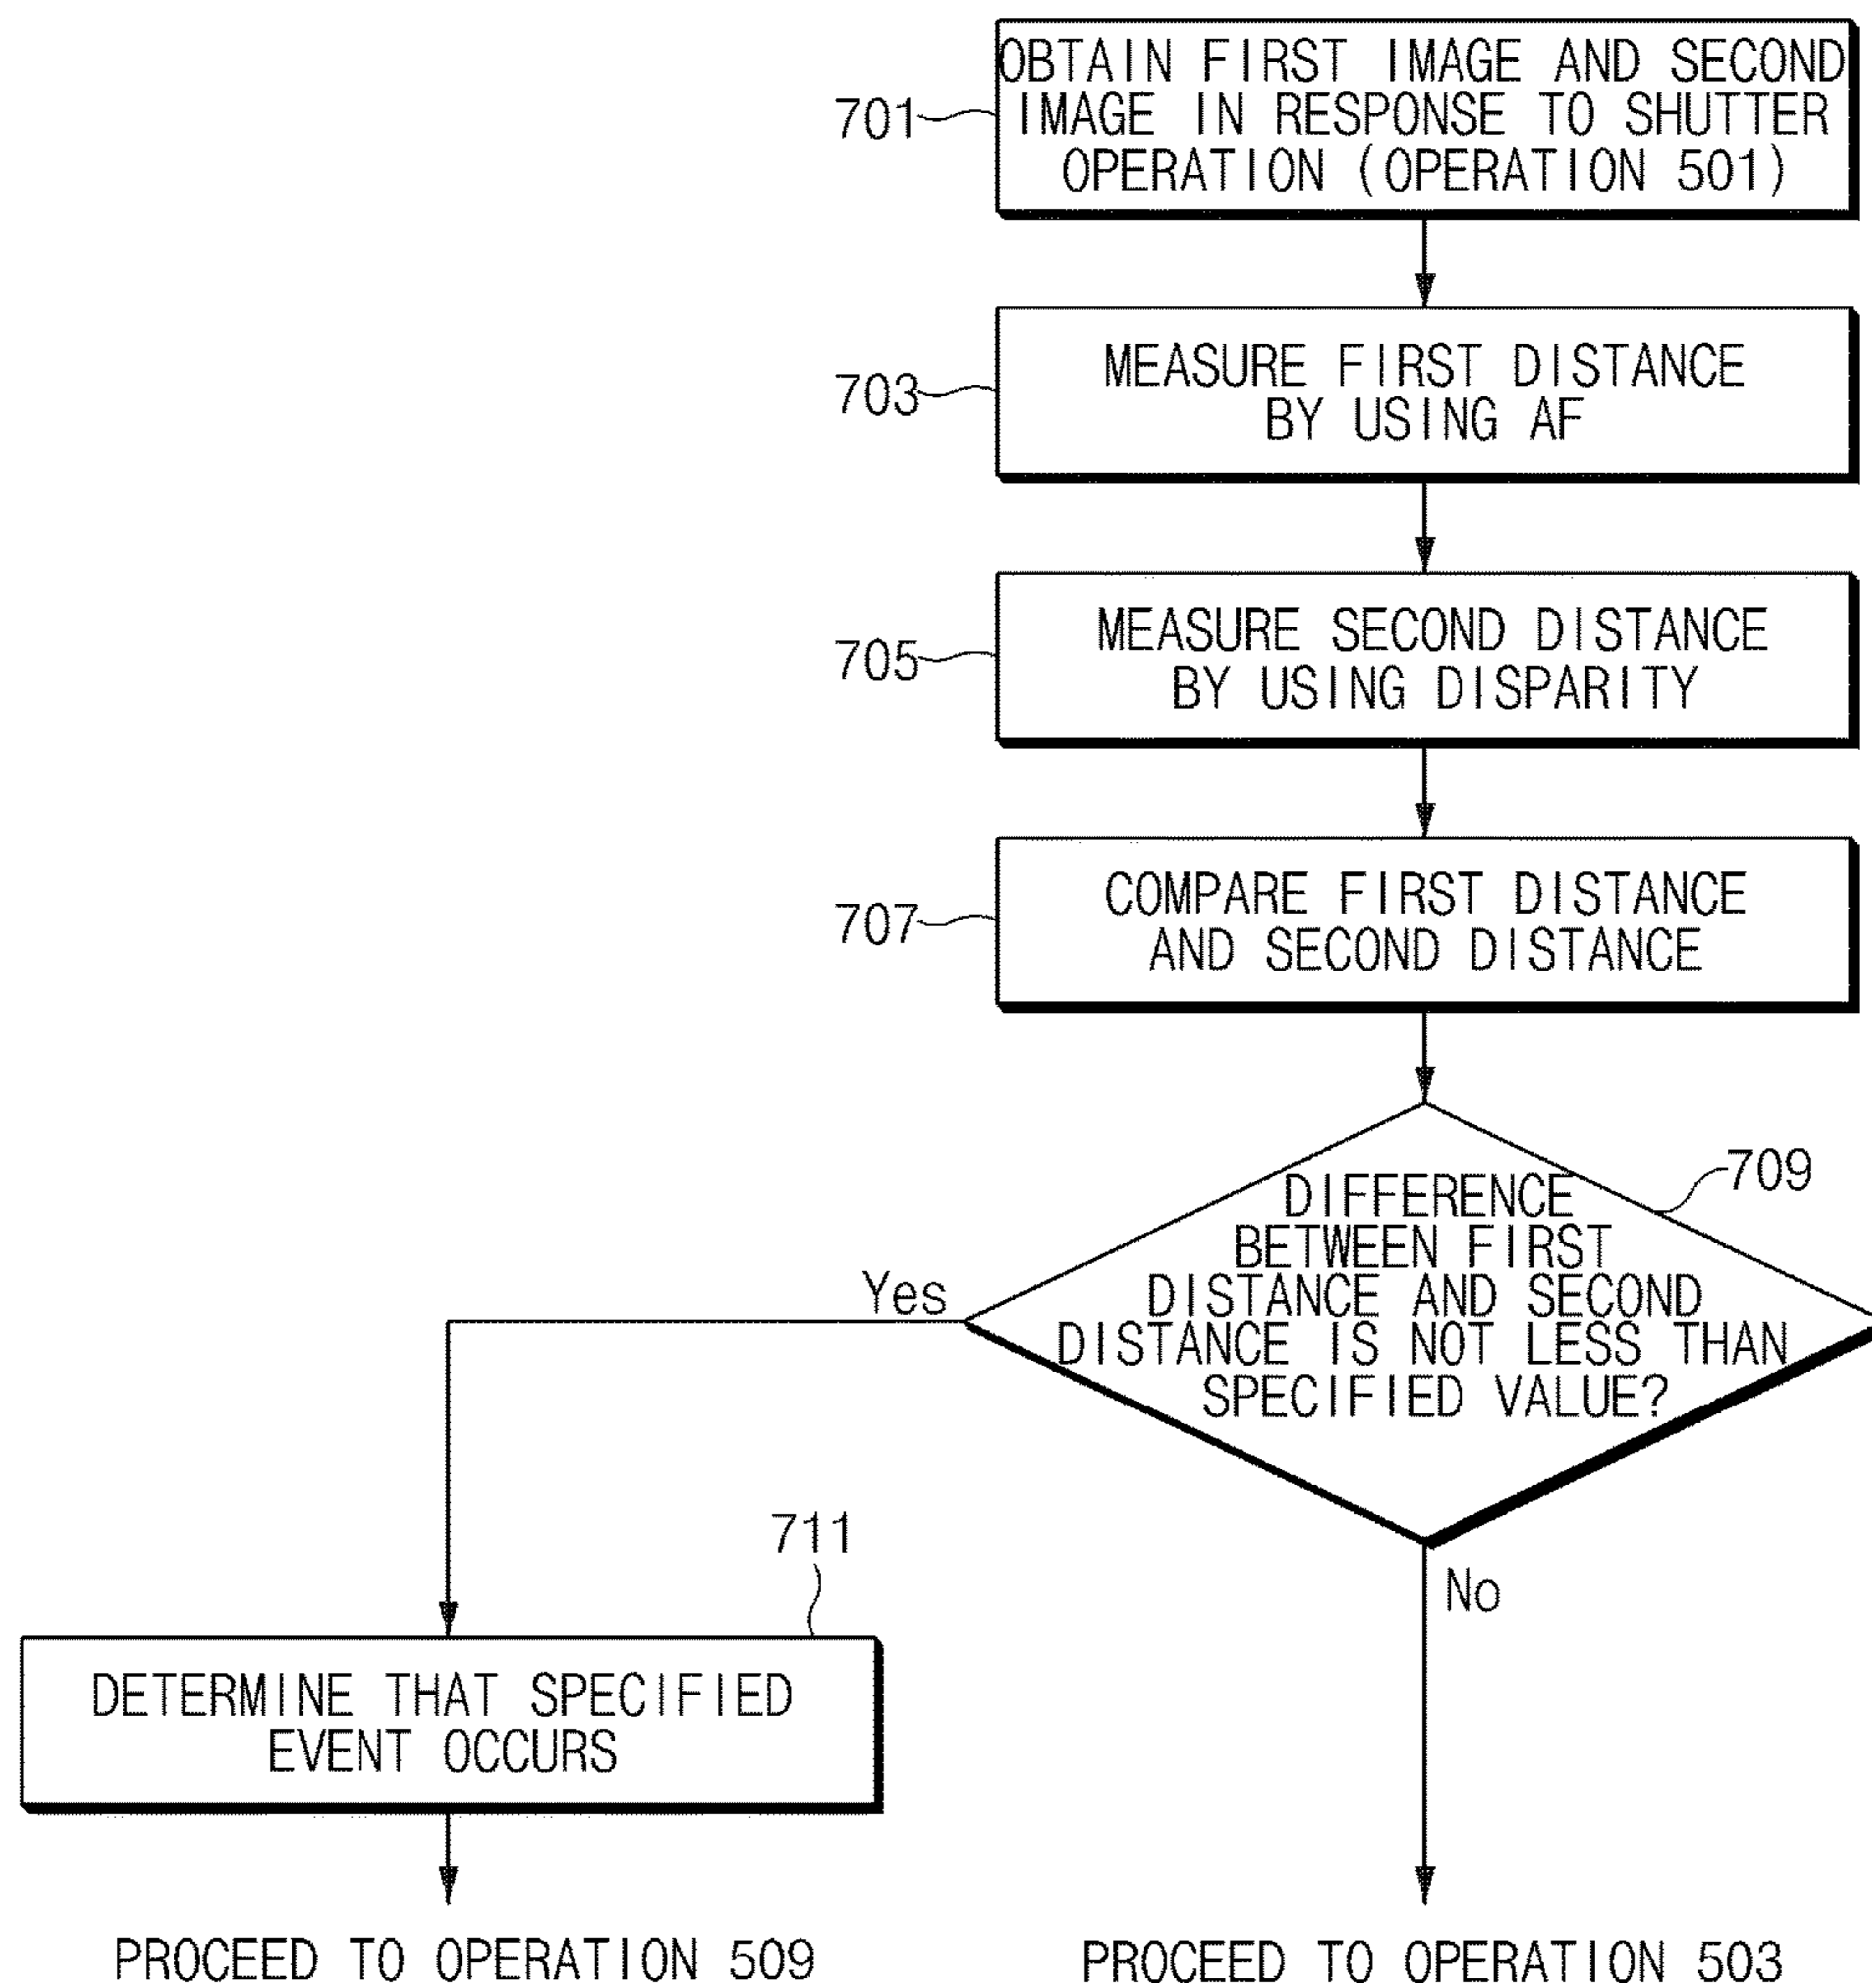 701
OBTAIN FIRST IMAGE AND SECOND
IMAGE IN RESPONSE TO SHUTTER
OPERATION (OPERATION 501)
703
MEASURE FIRST DISTANCE
BY USING AF
705
MEASURE SECOND DISTANCE
BY USING DISPARITY
707
COMPARE FIRST DISTANCE
AND SECOND DISTANCE
709
DIFFERENCE
BETWEEN FIRST
DISTANCE AND SECOND
DISTANCE IS NOT LESS THAN
SPECIFIED VALUE?
Yes
No
711
DETERMINE THAT SPECIFIED
EVENT OCCURS
PROCEED TO OPERATION 509
PROCEED TO OPERATION 503